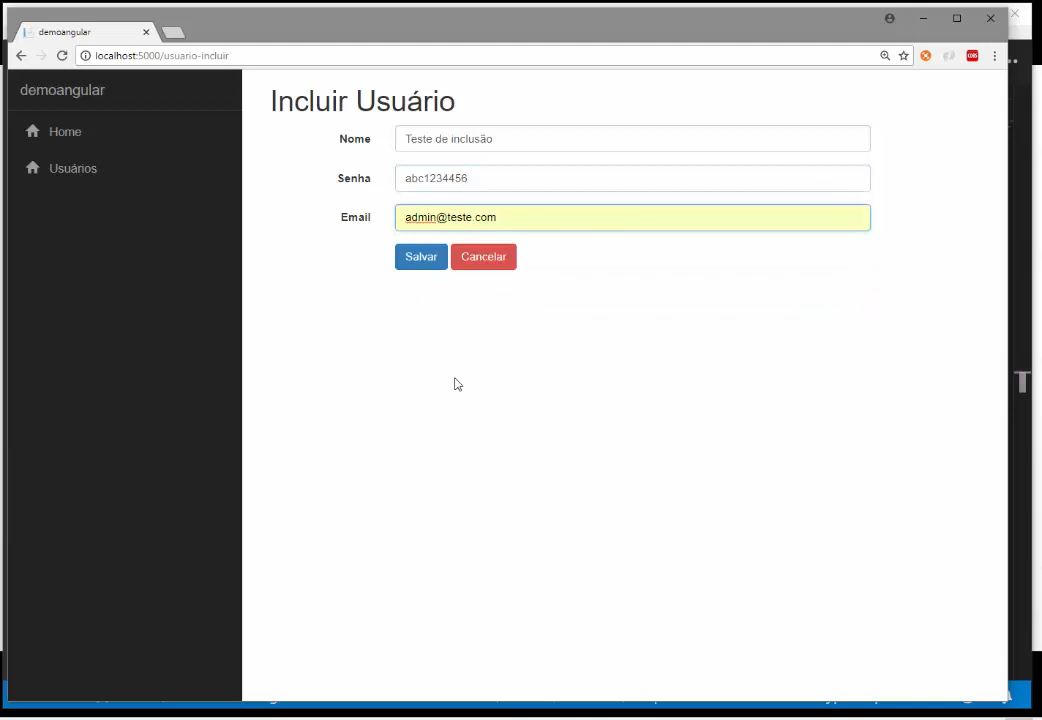 demoangular
localhost:5000/usuario-incluir
CORS
demoangular
Home
Usuários
Incluir Usuário
Nome Teste de inclusão
Senha abc1234456
Email admin@teste.com
Salvar Cancelar
T